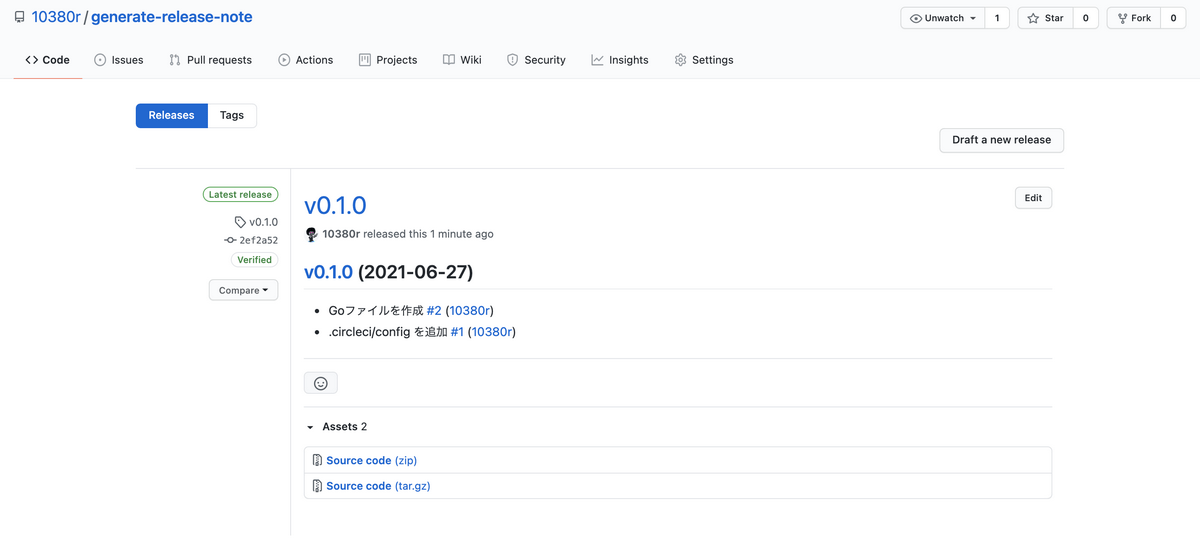 10380r / generate-release-note
Unwatch 1 Star 0 Fork 0
Code Issues Pull requests Actions Projects Wiki Security Insights Settings
Releases Tags
Draft a new release
Latest release
v0.1.0
2ef2a52
Verified
Compare
v0.1.0
Edit
10380r released this 1 minute ago
v0.1.0 (2021-06-27)
Goファイルを作成 #2 (10380r)
.circleci/config を追加 #1 (10380r)
Assets 2
Source code (zip)
Source code (tar.gz)